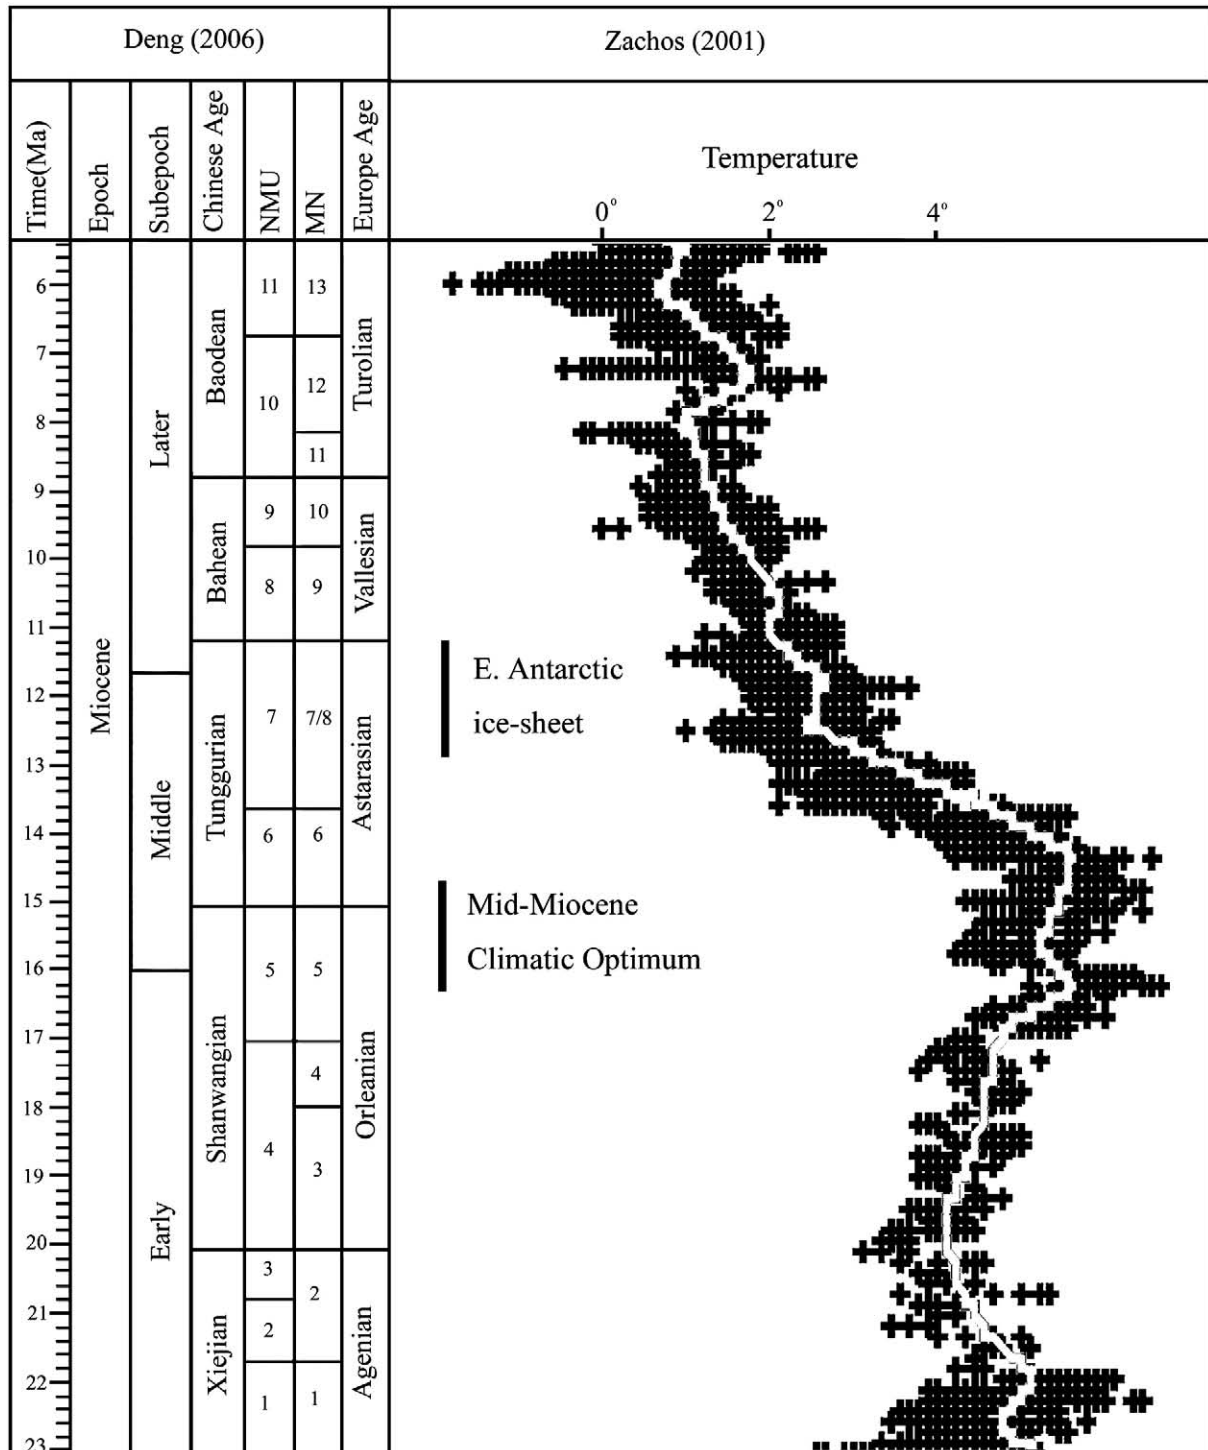 Deng (2006)
Zachos (2001)
Time(Ma)
Epoch
Subepoch
Chinese Age
NMU
MN
Europe Age
Temperature
0°
2°
4°
6
7
8
9
10
11
12
13
14
15
16
17
18
19
20
21
22
23
Miocene
Later
Middle
Early
Baodean
Bahean
Tunggurian
Shanwangian
Xiejian
11
10
9
8
7
6
5
4
3
2
1
13
12
11
10
9
7/8
6
5
4
3
2
1
Turolian
Vallesian
Astarasian
Orleanian
Agenian
E. Antarctic
ice-sheet
Mid-Miocene
Climatic Optimum